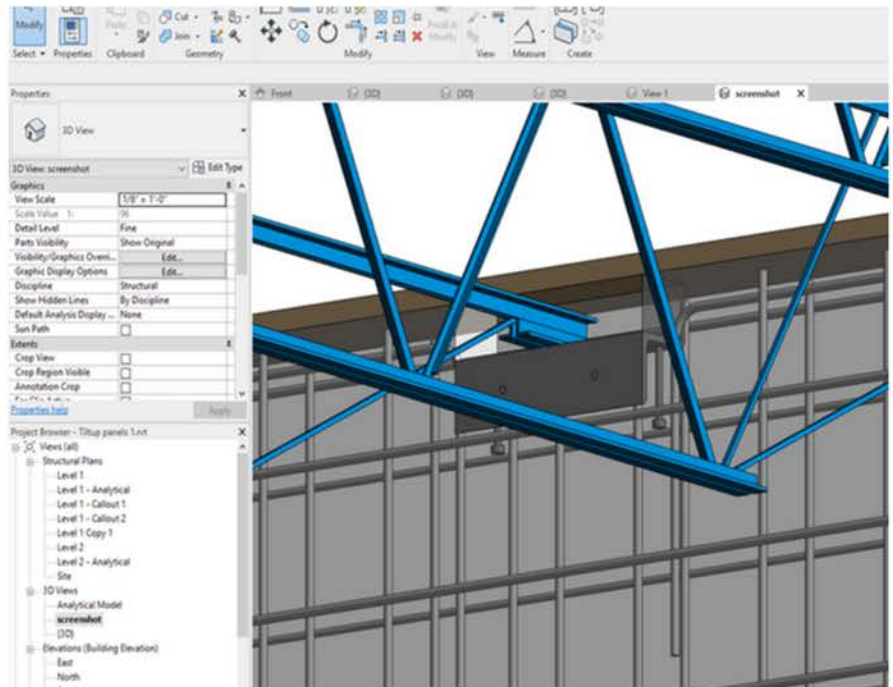 Modify
Cut
Join
Select
Properties
Clipboard
Geometry
Modify
View
Measure
Create
Properties
X
Front
(3D)
(3D)
(3D)
View 1
screenshot
X
3D View
3D View: screenshot
Edit Type
Graphics
View Scale
1/8" = 1'-0"
Scale Value 1:
96
Detail Level
Fine
Parts Visibility
Show Original
Visibility/Graphics Overri...
Edit...
Graphic Display Options
Edit...
Discipline
Structural
Show Hidden Lines
By Discipline
Default Analysis Display ...
None
Sun Path
Extents
Crop View
Crop Region Visible
Annotation Crop
Properties help
Apply
Project Browser - Tiltup panels 1.rvt
X
Views (all)
Structural Plans
Level 1
Level 1 - Analytical
Level 1 - Callout 1
Level 1 - Callout 2
Level 1 Copy 1
Level 2
Level 2 - Analytical
Site
3D Views
Analytical Model
screenshot
(3D)
Elevations (Building Elevation)
East
North